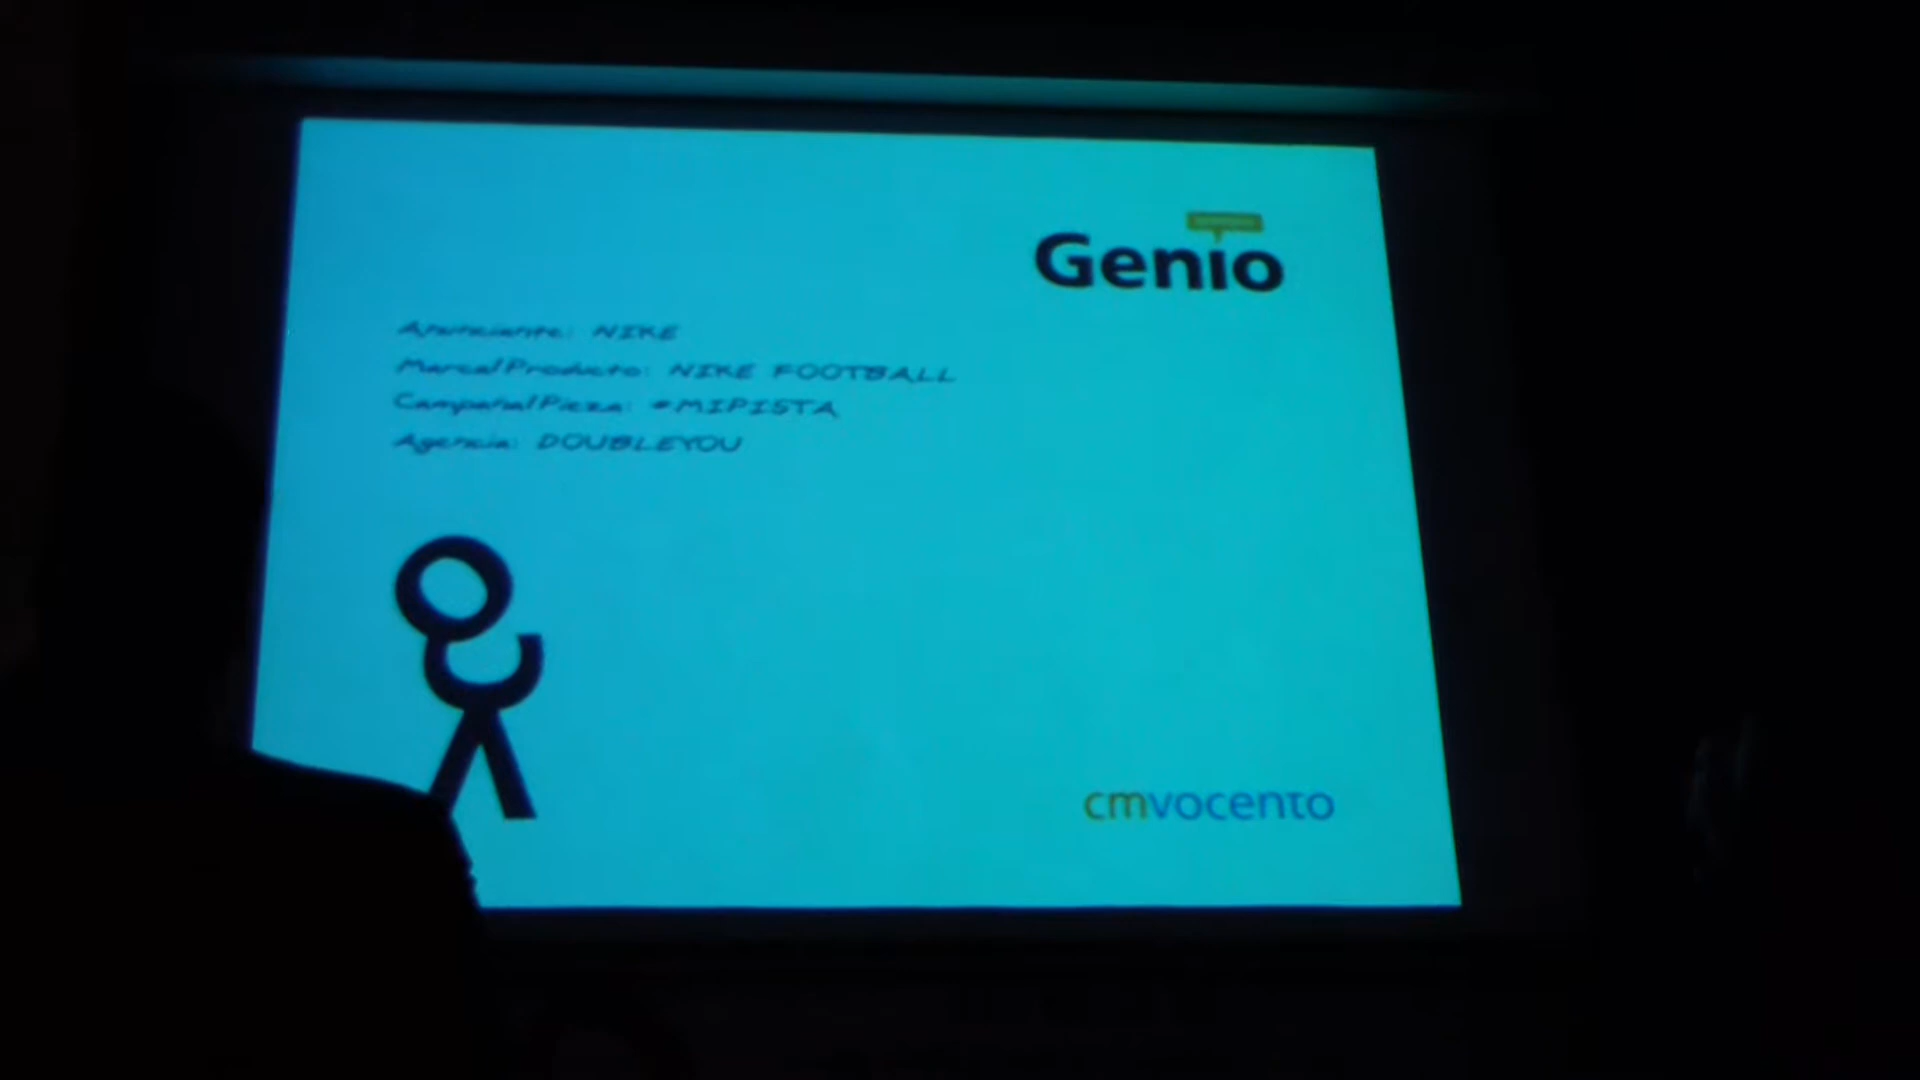 Genio
Anunciante: NIKE
Marca/Producto: NIKE FOOTBALL
Campaña/Pieza: #MIPISTA
Agencia: DOUBLEYOU
cmvocento